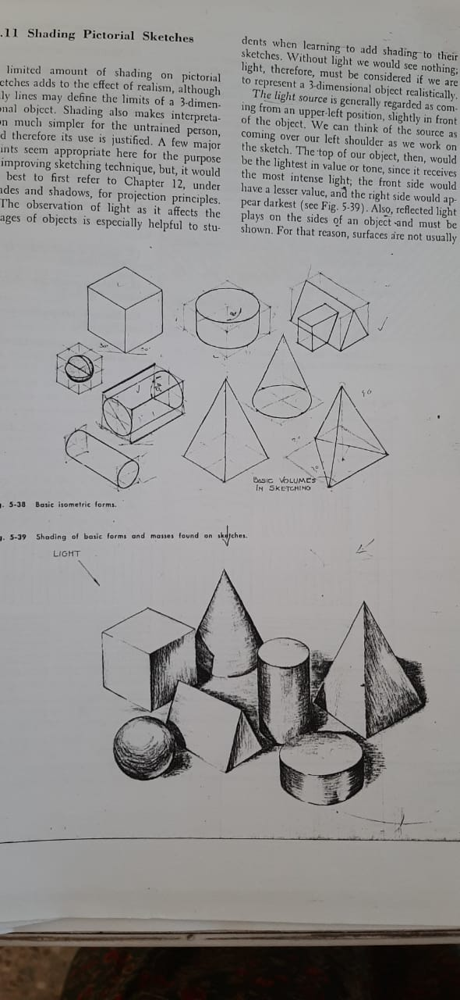 .11 Shading Pictorial Sketches
limited amount of shading on pictorial
etches adds to the effect of realism, although
ly lines may define the limits of a 3-dimen-
onal object. Shading also makes interpreta-
on much simpler for the untrained person,
d therefore its use is justified. A few major
ints seem appropriate here for the purpose
improving sketching technique, but, it would
best to first refer to Chapter 12, under
ades and shadows, for projection principles.
The observation of light as it affects the
ages of objects is especially helpful to stu-
dents when learning to add shading to their
sketches. Without light we would see nothing;
light, therefore, must be considered if we are
to represent a 3-dimensional object realistically.
The light source is generally regarded as com-
ing from an upper-left position, slightly in front
of the object. We can think of the source as
coming over our left shoulder as we work on
the sketch. The top of our object, then, would
be the lightest in value or tone, since it receives
the most intense light; the front side would
have a lesser value, and the right side would ap-
pear darkest (see Fig. 5-39). Also, reflected light
plays on the sides of an object and must be
shown. For that reason, surfaces are not usually
BASIC VOLUMES
IN SKETCHING
. 5-38 Basic isometric forms.
g. 5-39 Shading of basic forms and masses found on sketches.
LIGHT